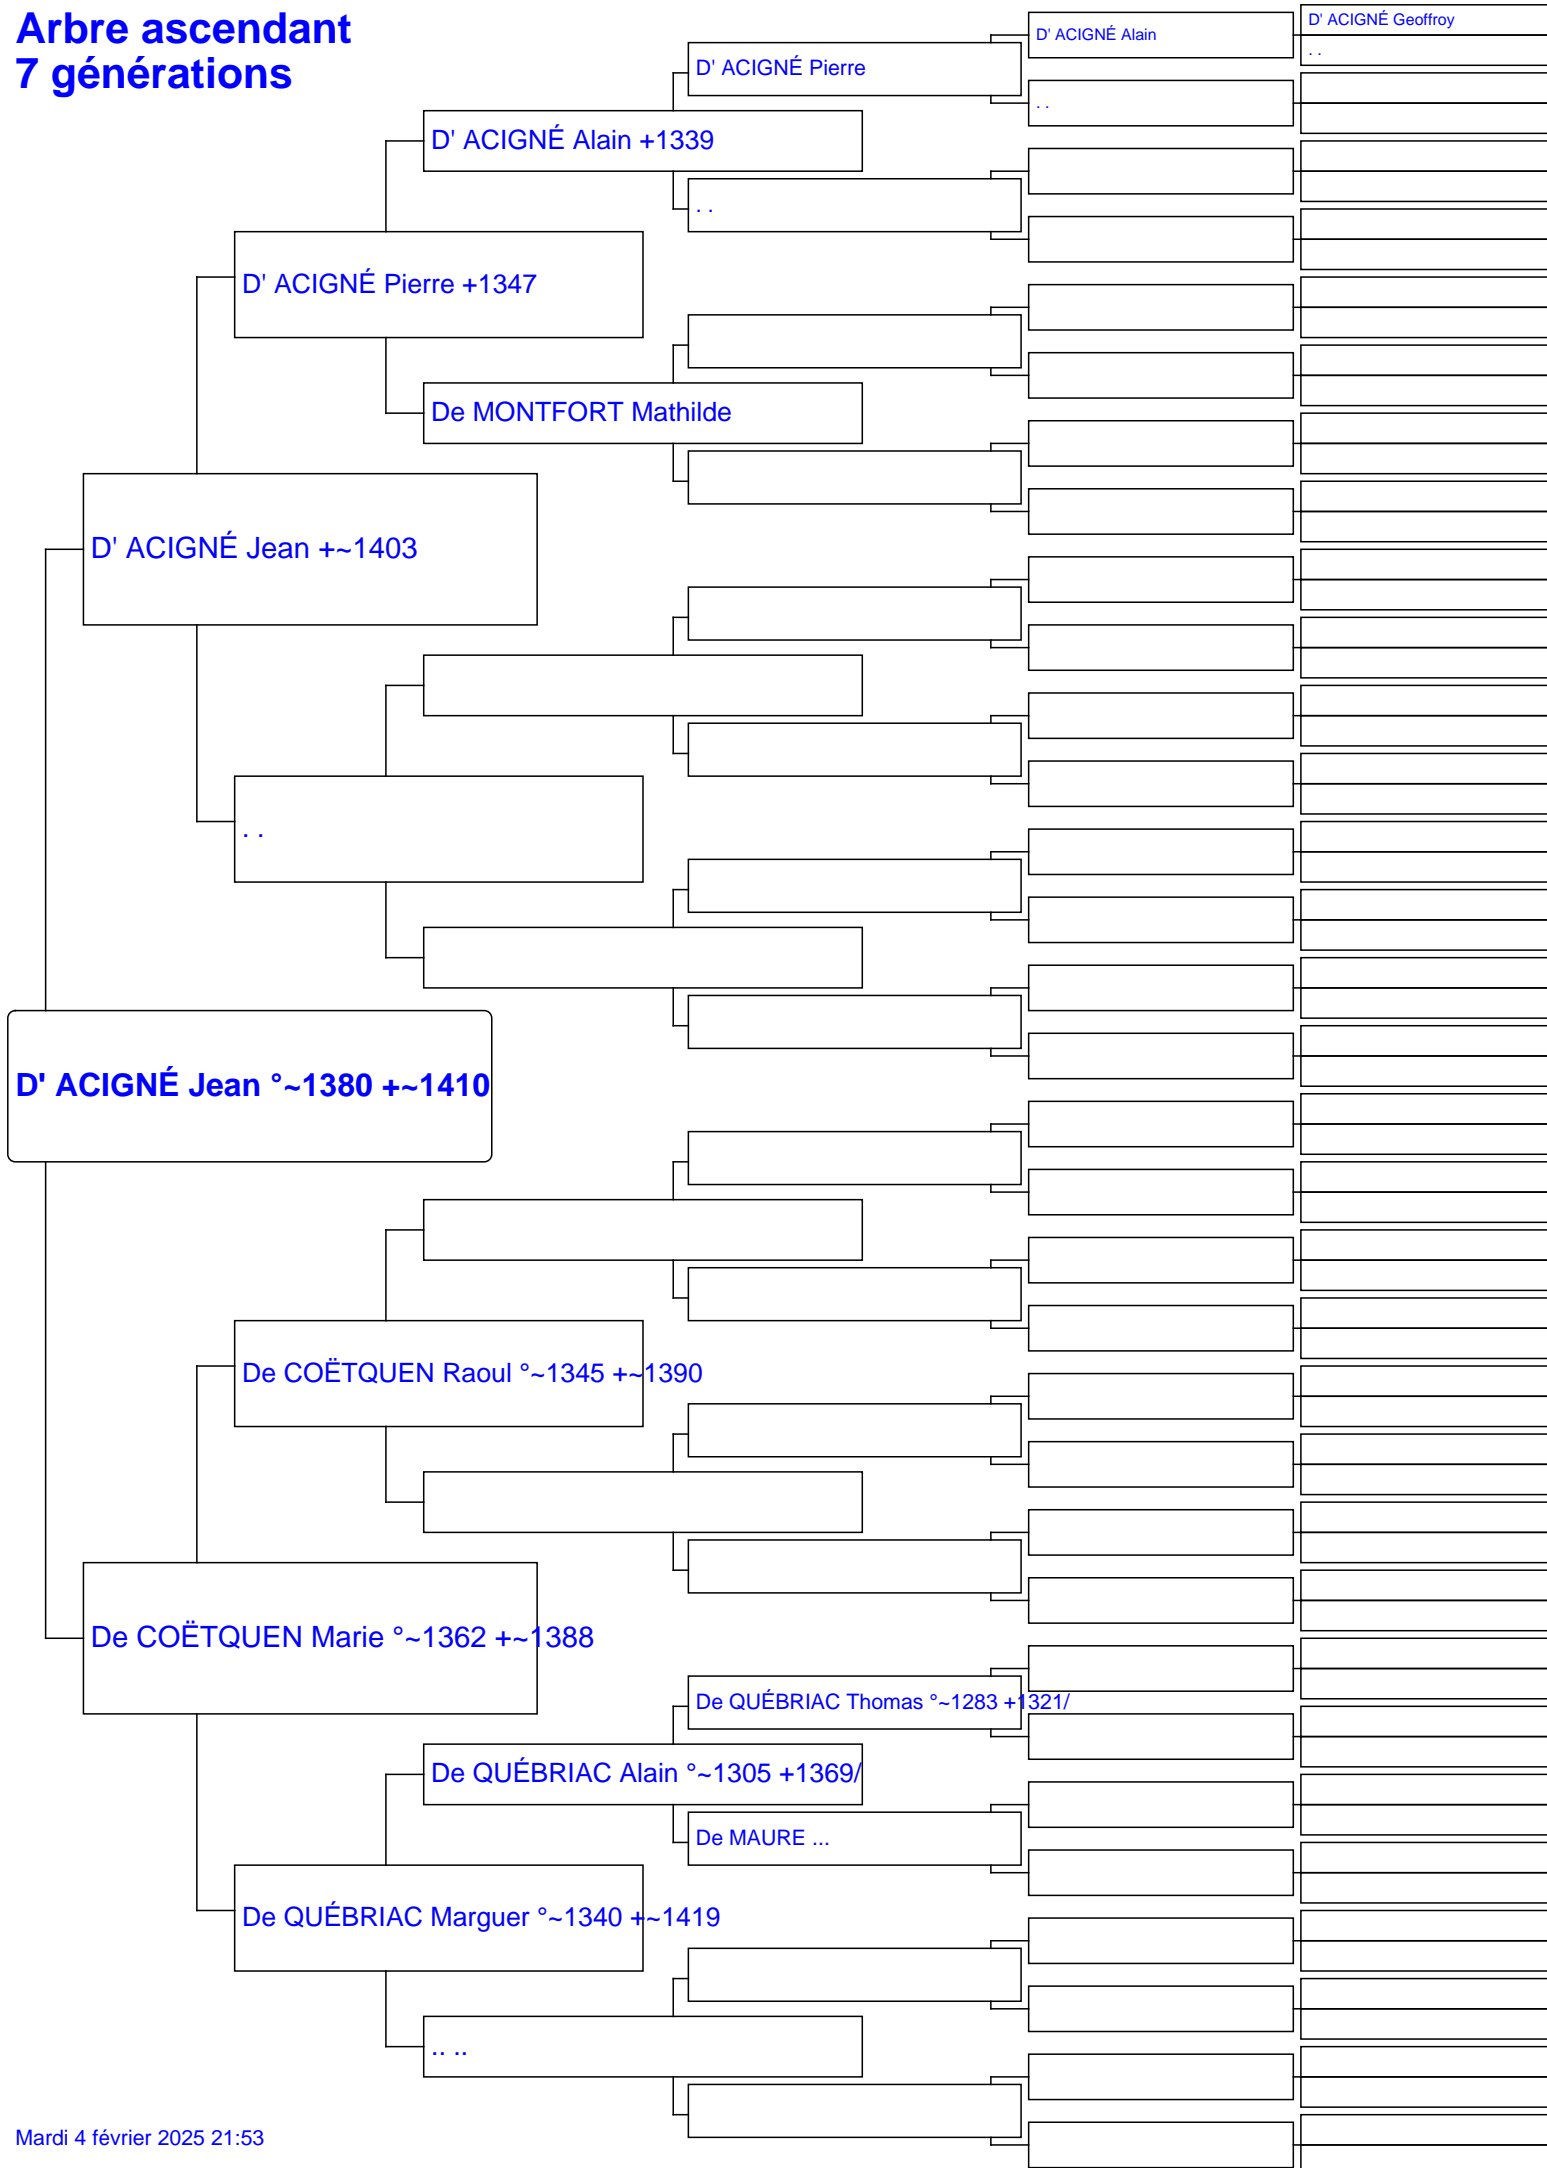 Arbre ascendant
7 générations
D' ACIGNÉ Geoffroy
. .
D' ACIGNÉ Alain
D' ACIGNÉ Pierre
. .
D' ACIGNÉ Alain +1339
. .
D' ACIGNÉ Pierre +1347
De MONTFORT Mathilde
D' ACIGNÉ Jean +~1403
. .
D' ACIGNÉ Jean °~1380 +~1410
De COËTQUEN Raoul °~1345 +~1390
De COËTQUEN Marie °~1362 +~1388
De QUÉBRIAC Thomas °~1283 +1321/
De QUÉBRIAC Alain °~1305 +1369/
De MAURE ...
De QUÉBRIAC Marguer °~1340 +~1419
.. ..
Mardi 4 février 2025 21:53